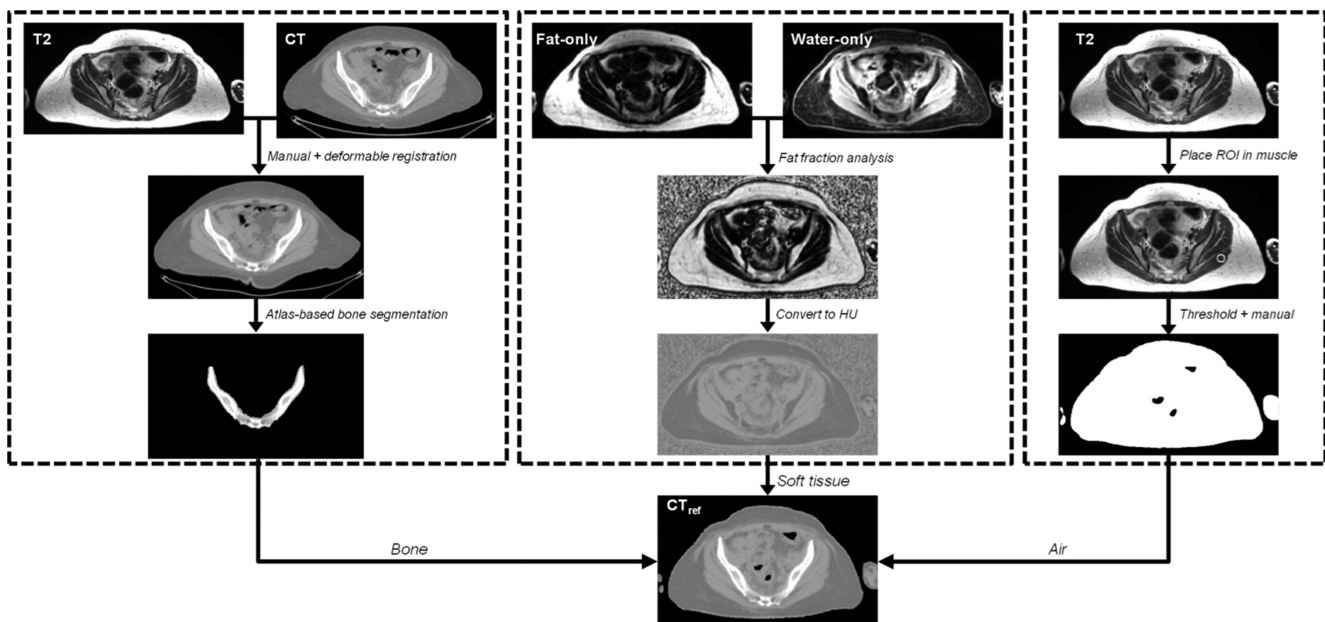 T2
CT
Fat-only
Water-only
T2
Manual + deformable registration
Fat fraction analysis
Place ROI in muscle
Atlas-based bone segmentation
Convert to HU
Threshold + manual
Soft tissue
CTref
Bone
Air